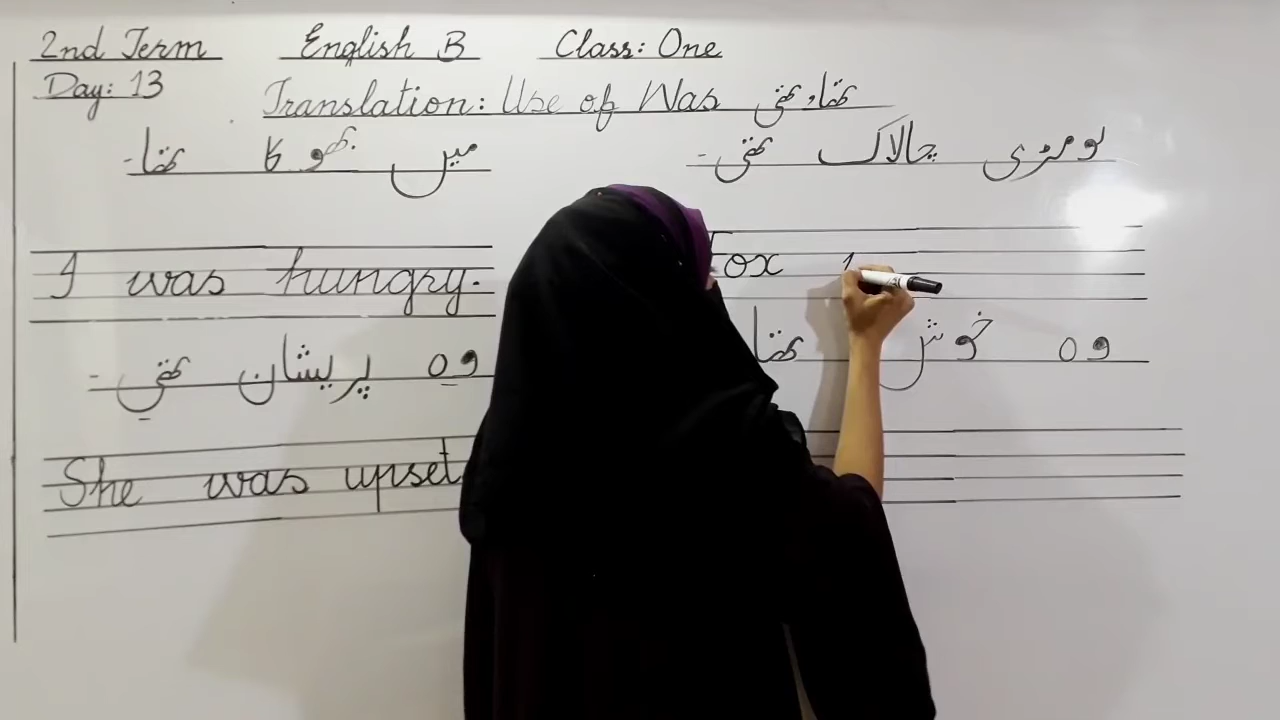 2nd Term English B Class: One
Day: 13
Translation: Use of Was تھا، تھی
میں بھوکا تھا۔
لومڑی چالاک تھی۔
I was hungry.
ox
وہ پریشان تھی۔
وہ خوش تھا
She was upset